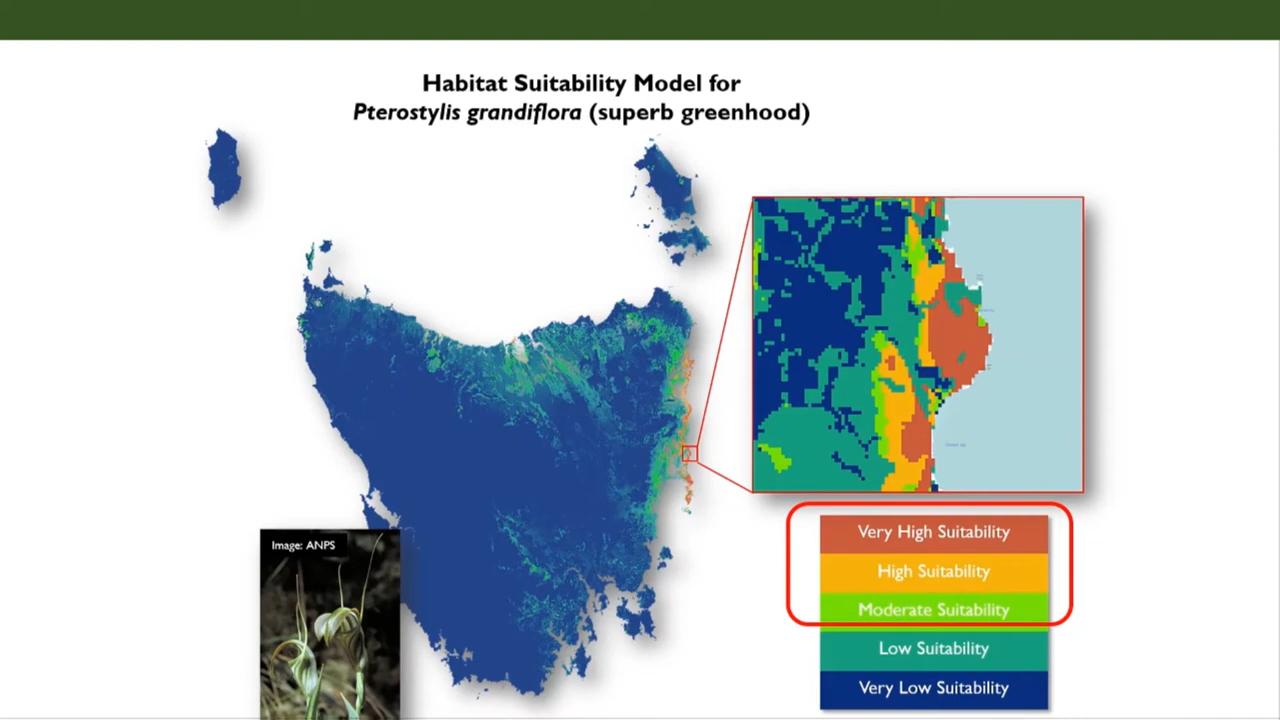 Habitat Suitability Model for
Pterostylis grandiflora (superb greenhood)
Image: ANPS
Very High Suitability
High Suitability
Moderate Suitability
Low Suitability
Very Low Suitability